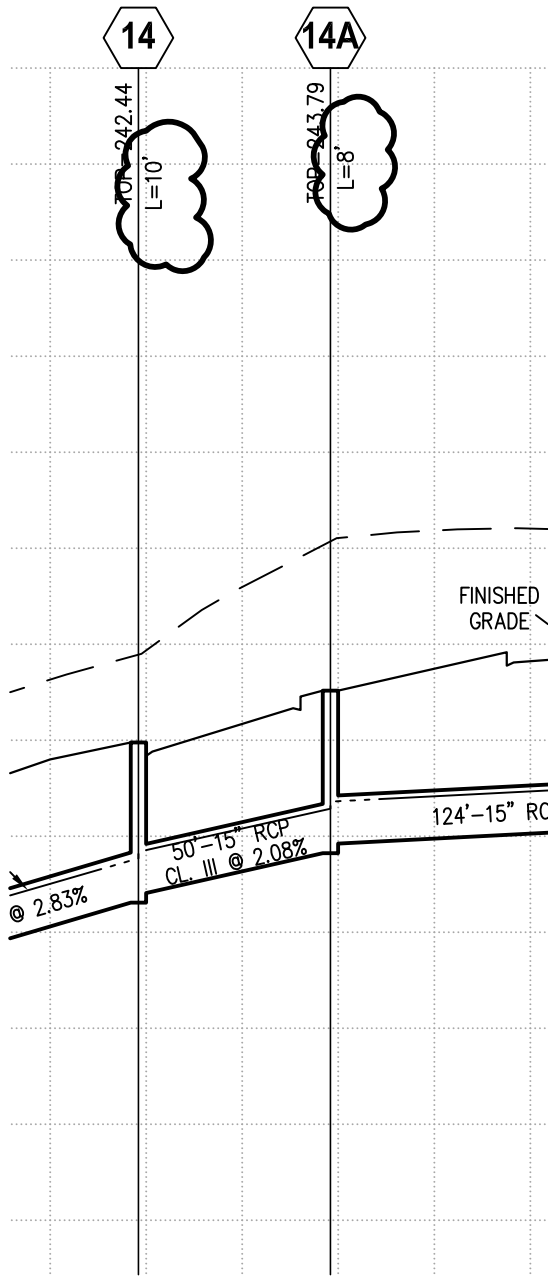 14
14A
TOP=242.44
L=10'
TOP=243.79
L=8'
FINISHED
GRADE
124'-15" RC
50'-15" RCP
CL. III @ 2.08%
@ 2.83%